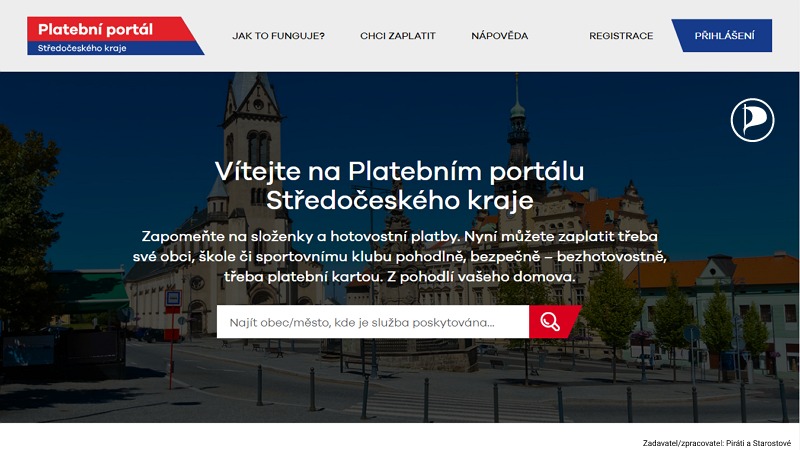 Platební portál
Středočeského kraje
JAK TO FUNGUJE?
CHCI ZAPLATIT
NÁPOVĚDA
REGISTRACE
PŘIHLÁŠENÍ
Vítejte na Platebním portálu
Středočeského kraje
Zapomeňte na složenky a hotovostní platby. Nyní můžete zaplatit třeba
své obci, škole či sportovnímu klubu pohodlně, bezpečně – bezhotovostně,
třeba platební kartou. Z pohodlí vašeho domova.
Najít obec/město, kde je služba poskytována...
Zadavatel/zpracovatel: Piráti a Starostové